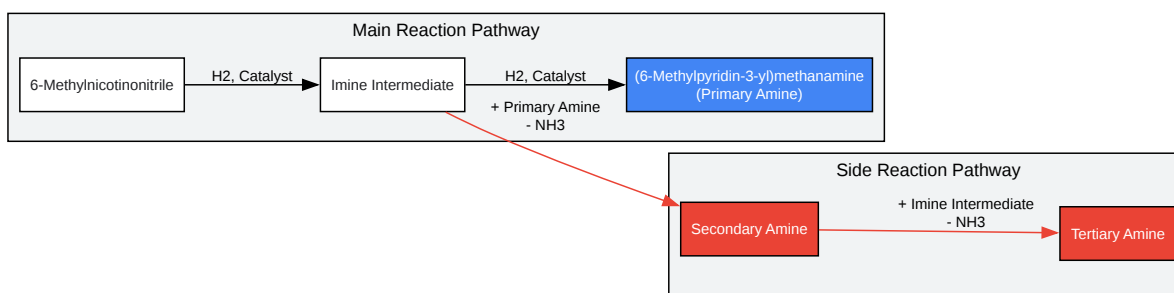 Main Reaction Pathway
6-Methylnicotinonitrile
H2, Catalyst
Imine Intermediate
H2, Catalyst
(6-Methylpyridin-3-yl)methanamine
(Primary Amine)
+ Primary Amine
- NH3
Side Reaction Pathway
Secondary Amine
+ Imine Intermediate
- NH3
Tertiary Amine